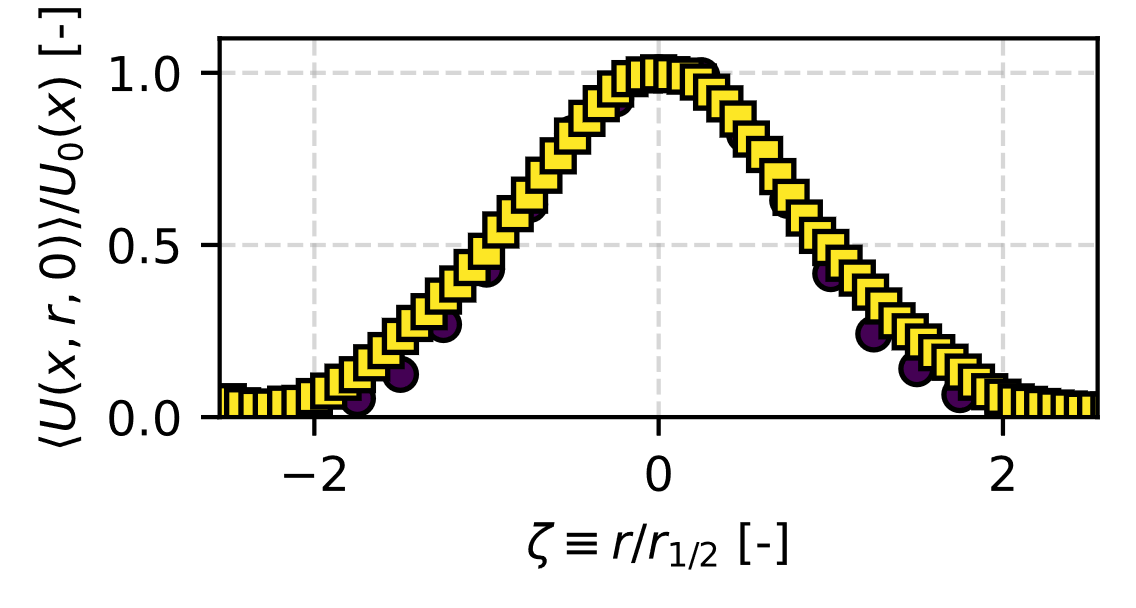 ⟨U(x, r, 0)⟩/U₀(x) [-]
1.0
0.5
0.0
−2 0 2
ζ ≡ r/r₁/₂ [-]